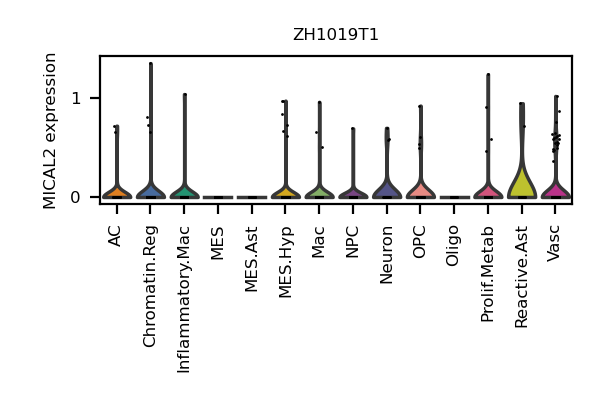 ZH1019T1
MICAL2 expression
1
0
AC
Chromatin.Reg
Inflammatory.Mac
MES
MES.Ast
MES.Hyp
Mac
NPC
Neuron
OPC
Oligo
Prolif.Metab
Reactive.Ast
Vasc